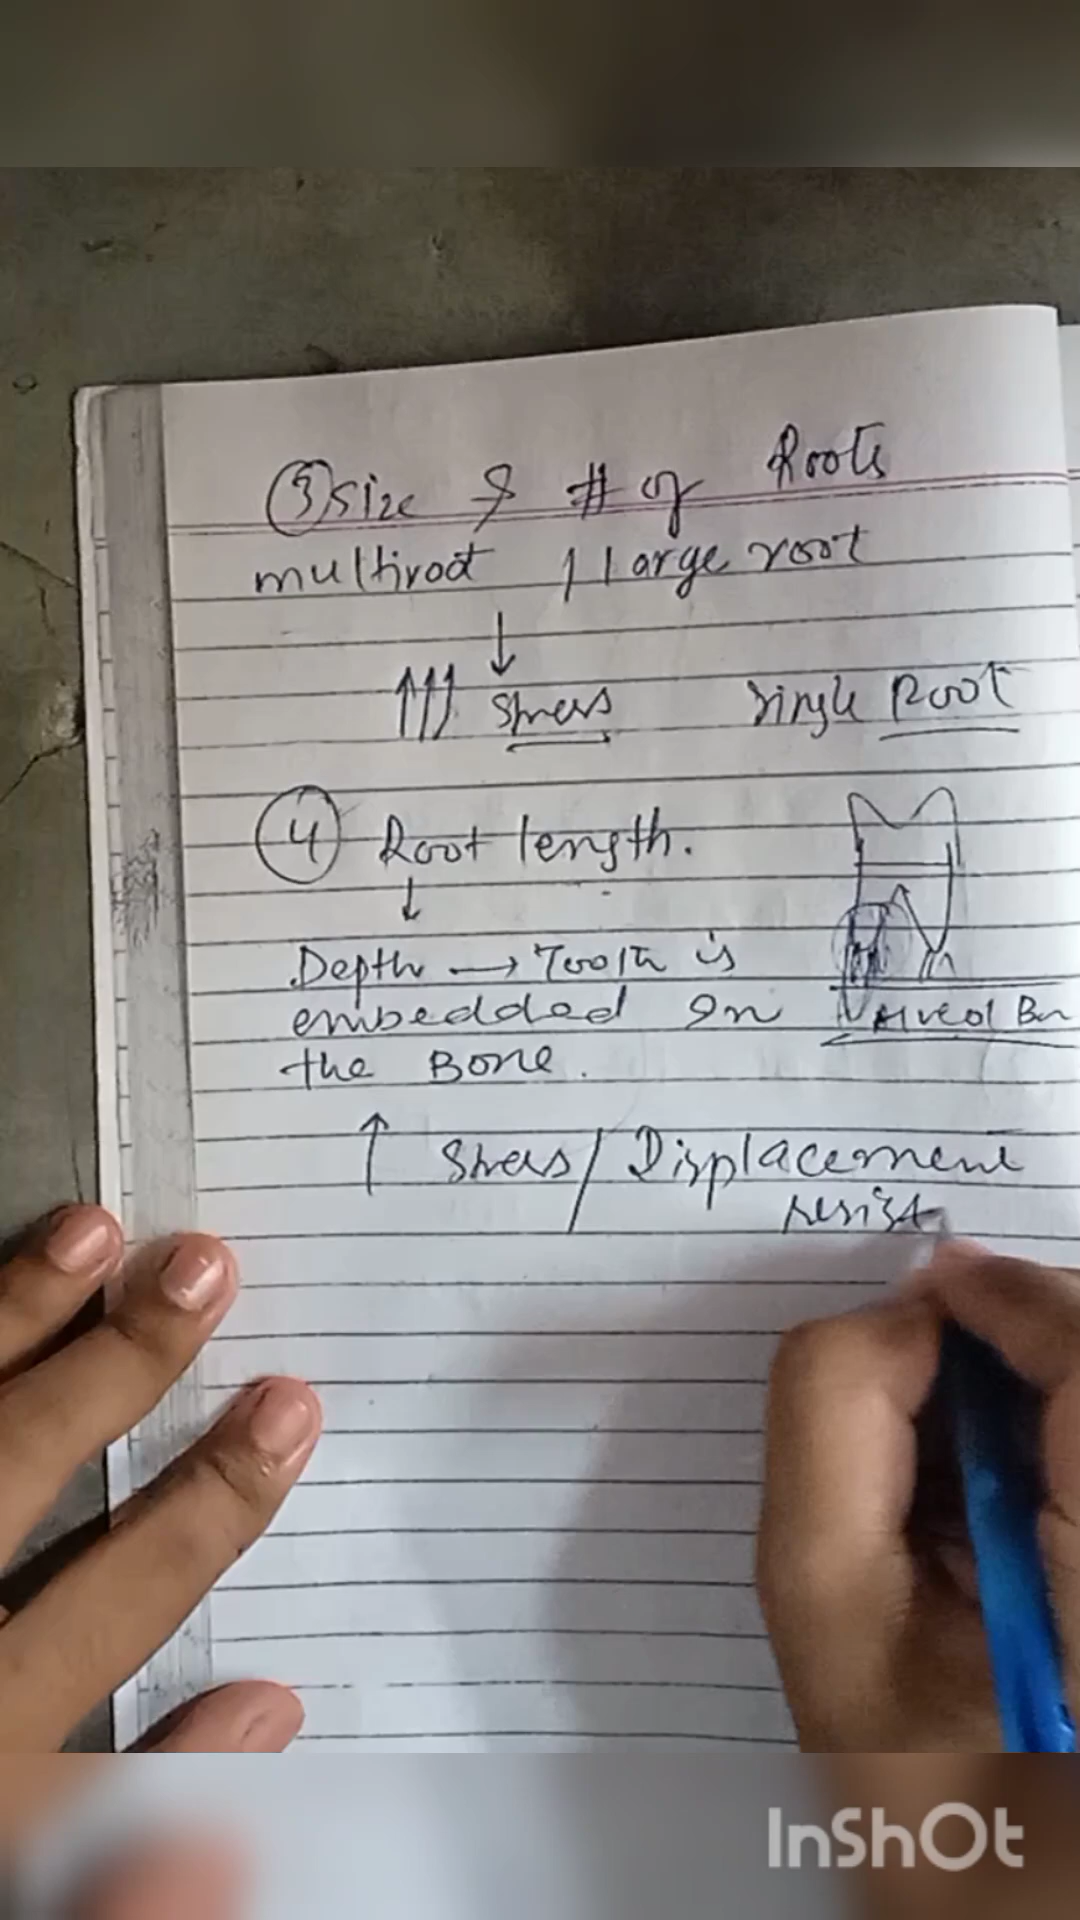 ③ size & # of Roots
multiroot / large root
↓
↑↑↑ stress single Root
④ Root length.
↓
Depth → Tooth is
embedded In
the Bone.
Alveol Bn
↑ stress / Displacement
resist
InShOt